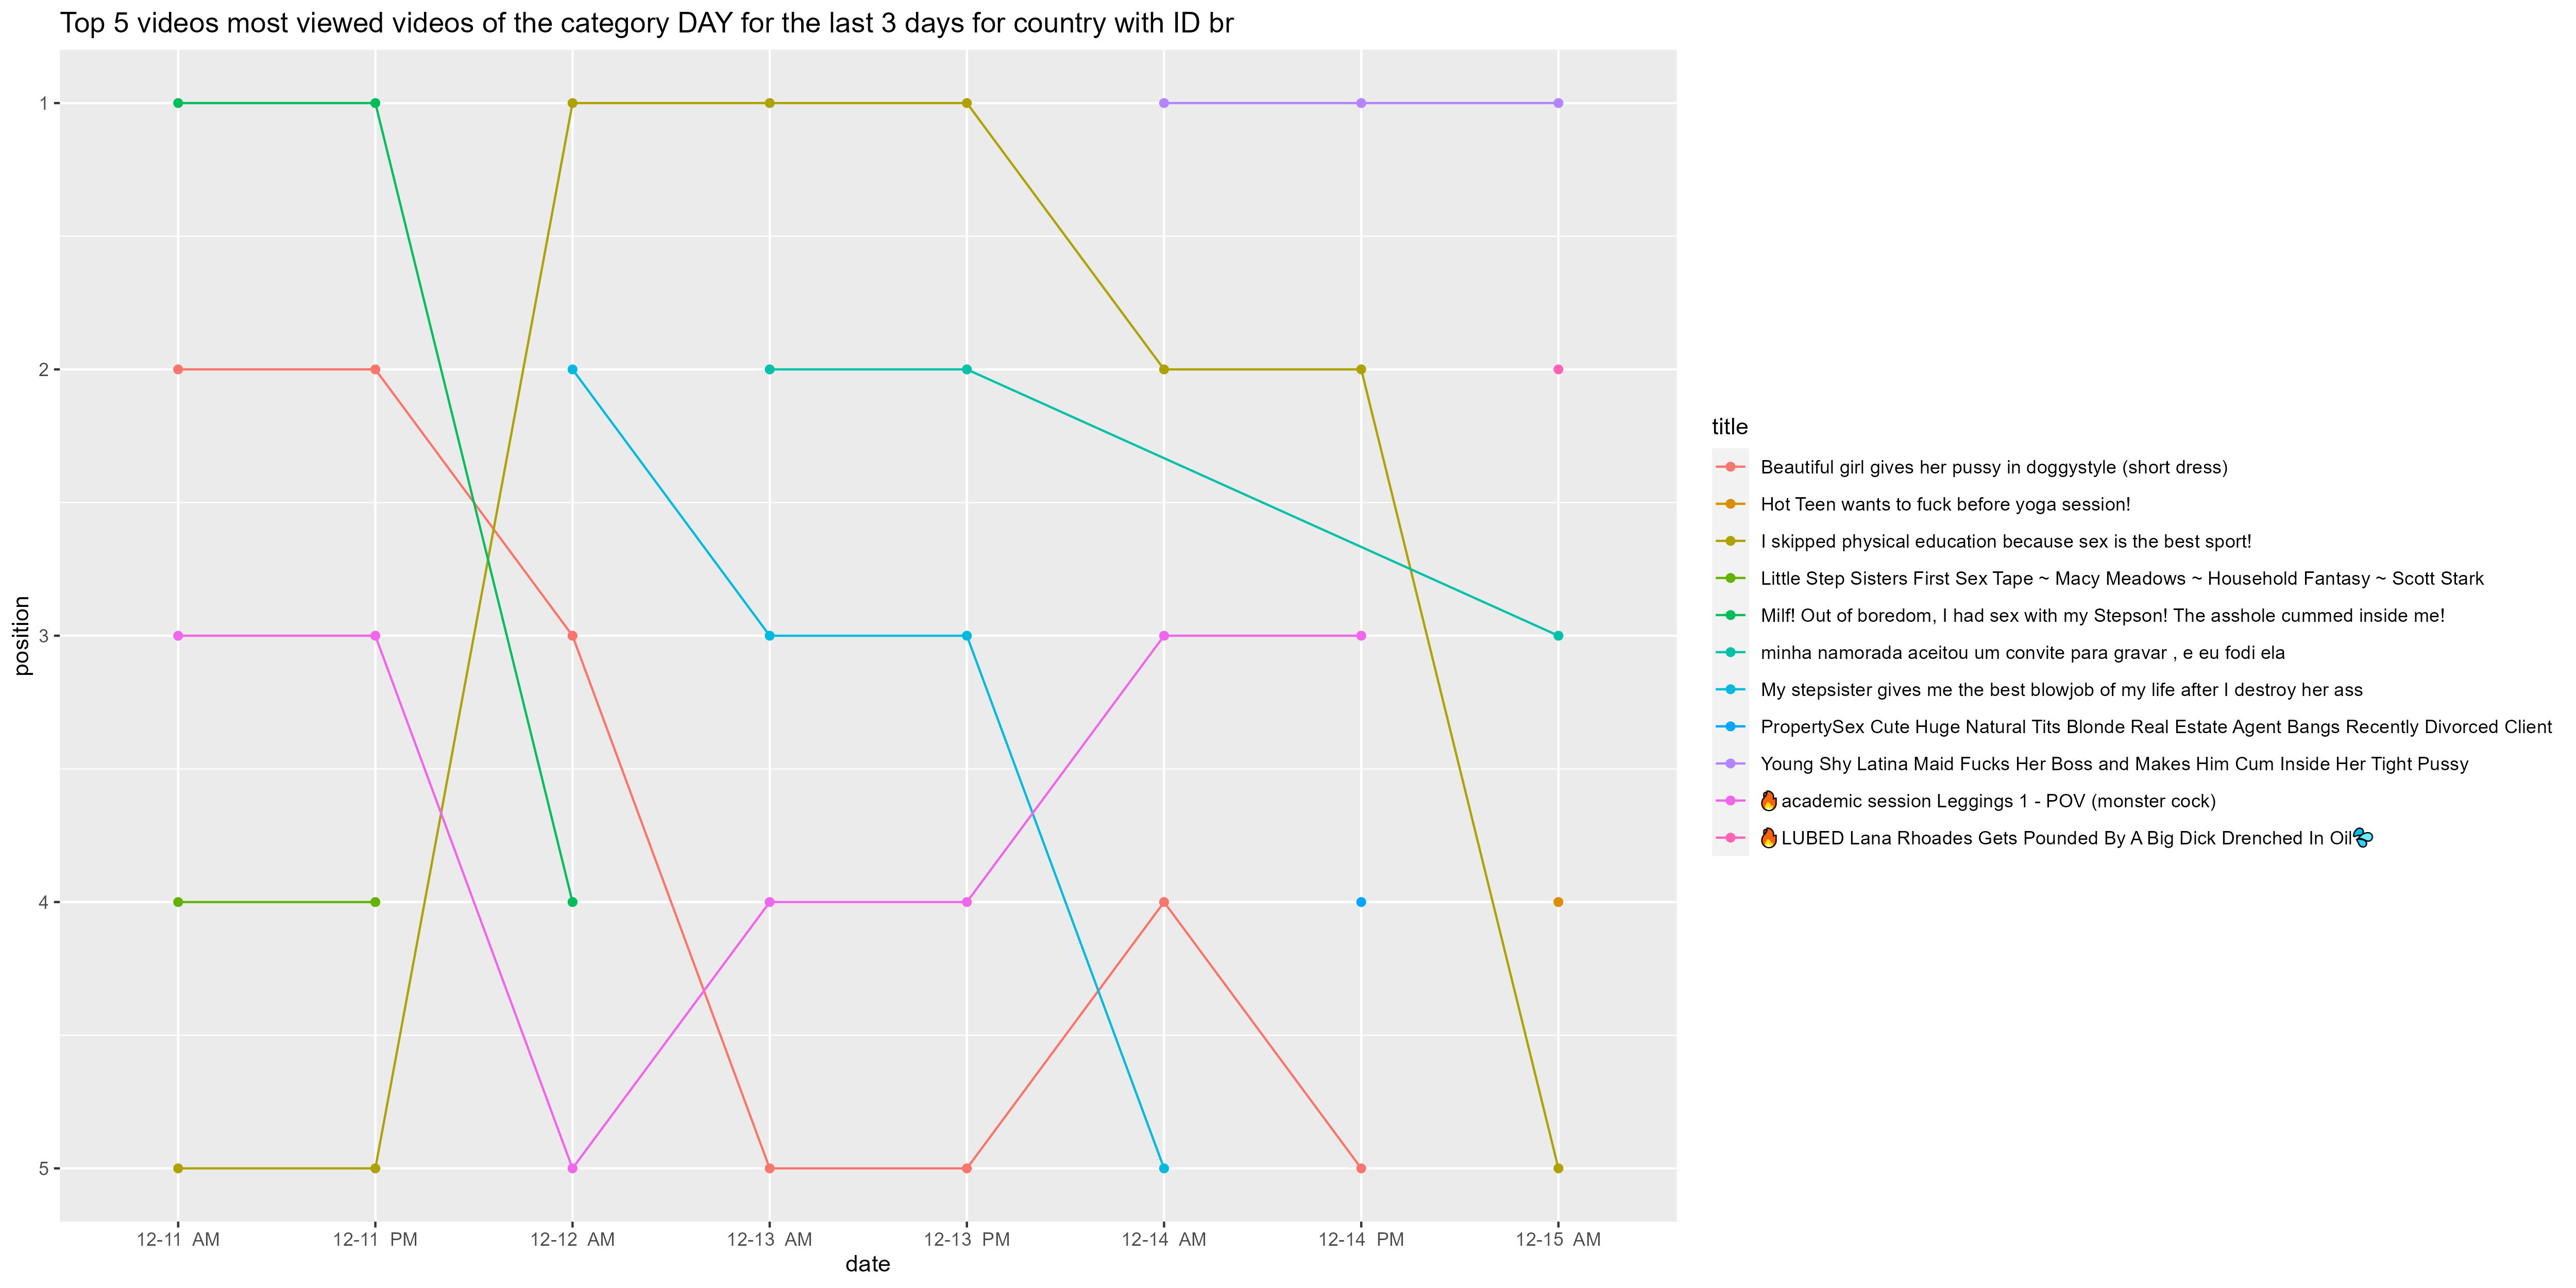 Top 5 videos most viewed videos of the category DAY for the last 3 days for country with ID br
position
1
2
3
4
5
12-11 AM
12-11 PM
12-12 AM
12-13 AM
12-13 PM
12-14 AM
12-14 PM
12-15 AM
date
title
Beautiful girl gives her pussy in doggystyle (short dress)
Hot Teen wants to fuck before yoga session!
I skipped physical education because sex is the best sport!
Little Step Sisters First Sex Tape ~ Macy Meadows ~ Household Fantasy ~ Scott Stark
Milf! Out of boredom, I had sex with my Stepson! The asshole cummed inside me!
minha namorada aceitou um convite para gravar , e eu fodi ela
My stepsister gives me the best blowjob of my life after I destroy her ass
PropertySex Cute Huge Natural Tits Blonde Real Estate Agent Bangs Recently Divorced Client
Young Shy Latina Maid Fucks Her Boss and Makes Him Cum Inside Her Tight Pussy
🔥academic session Leggings 1 - POV (monster cock)
🔥LUBED Lana Rhoades Gets Pounded By A Big Dick Drenched In Oil💦